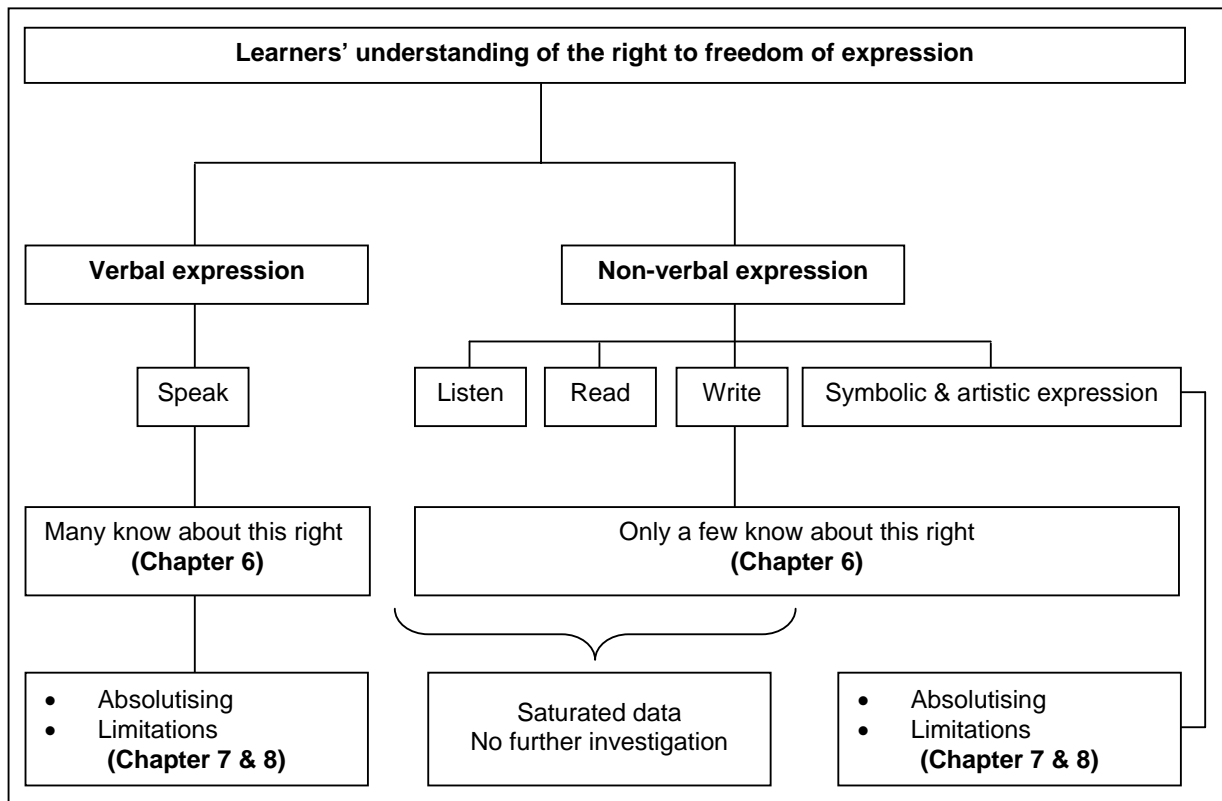 Learners’ understanding of the right to freedom of expression
Verbal expression
Non-verbal expression
Speak
Listen
Read
Write
Symbolic & artistic expression
Many know about this right
(Chapter 6)
Only a few know about this right
(Chapter 6)
• Absolutising
• Limitations
(Chapter 7 & 8)
Saturated data
No further investigation
• Absolutising
• Limitations
(Chapter 7 & 8)